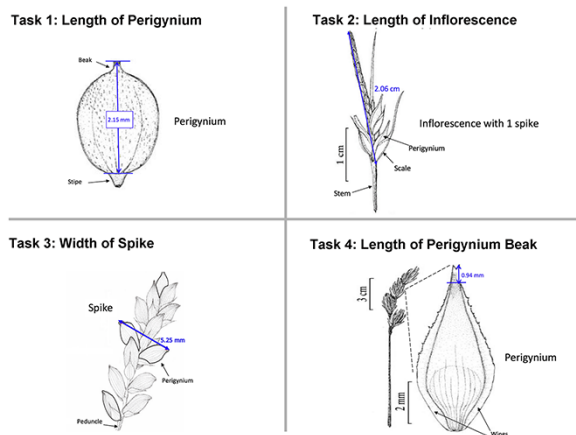 Task 1: Length of Perigynium
Beak
2.15 mm
Perigynium
Stipe
Task 2: Length of Inflorescence
2.06 cm
Inflorescence with 1 spike
Perigynium
Scale
1 cm
Stem
Task 3: Width of Spike
Spike
5.25 mm
Perigynium
Peduncle
Task 4: Length of Perigynium Beak
0.94 mm
3 cm
Perigynium
2 mm